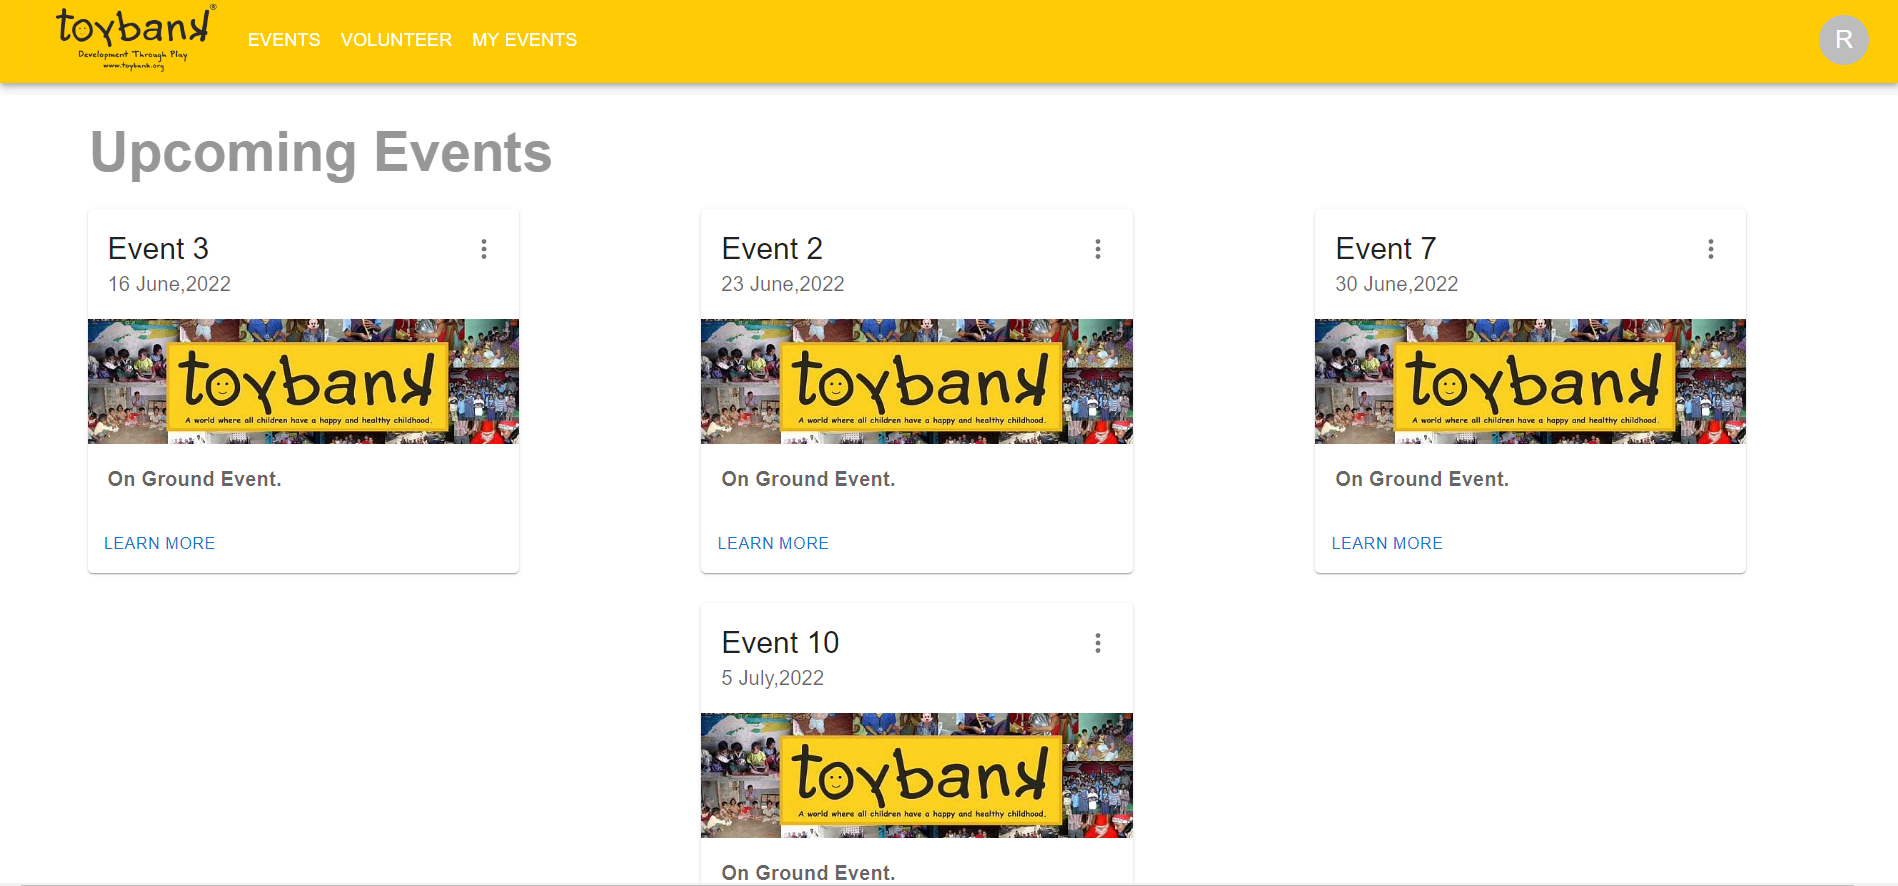 toybank®
Development Through Play
www.toybank.org
EVENTS VOLUNTEER MY EVENTS
R
Upcoming Events
Event 3
16 June,2022
toybank
A world where all children have a happy and healthy childhood.
On Ground Event.
LEARN MORE
Event 2
23 June,2022
toybank
A world where all children have a happy and healthy childhood.
On Ground Event.
LEARN MORE
Event 7
30 June,2022
toybank
A world where all children have a happy and healthy childhood.
On Ground Event.
LEARN MORE
Event 10
5 July,2022
toybank
A world where all children have a happy and healthy childhood.
On Ground Event.